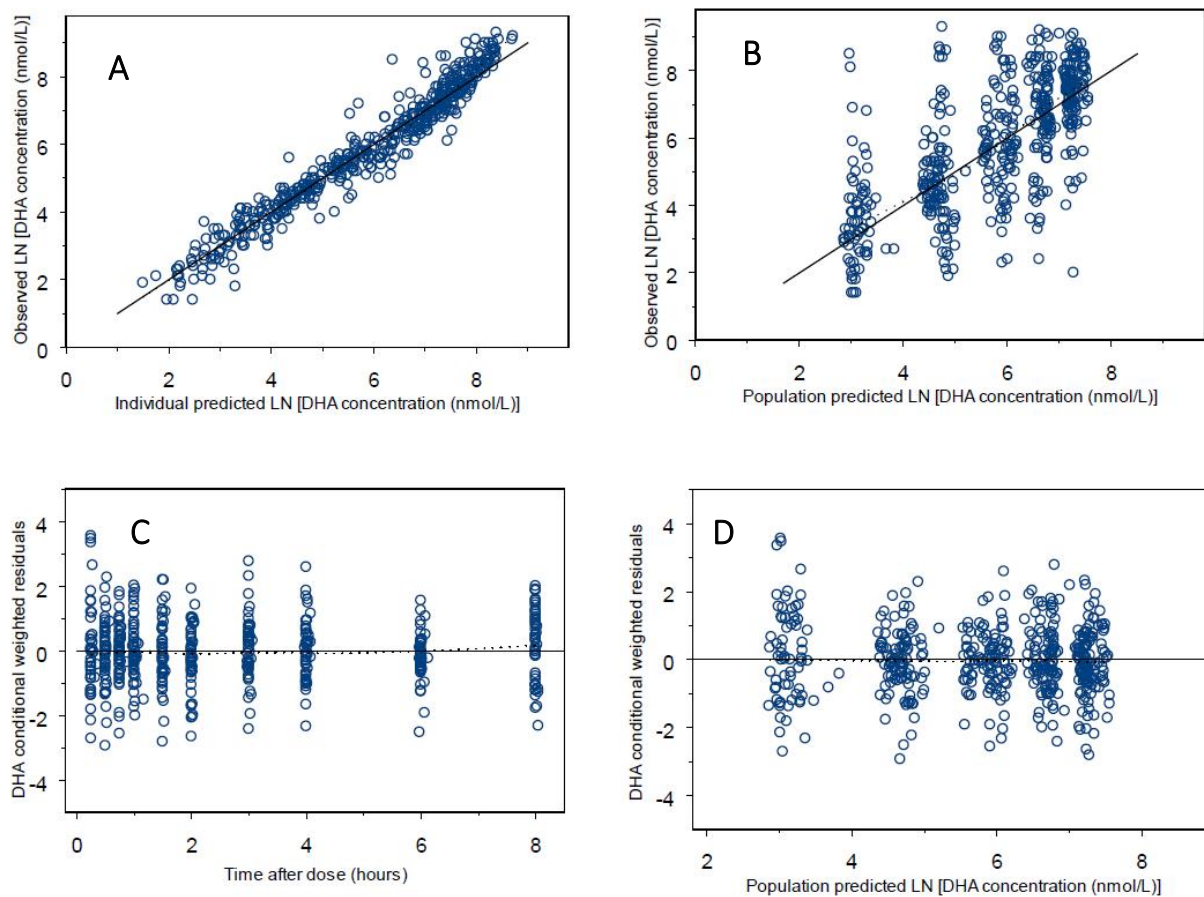 A
Observed LN [DHA concentration (nmol/L)]
8
6
4
2
0
0 2 4 6 8
Individual predicted LN [DHA concentration (nmol/L)]
B
Observed LN [DHA concentration (nmol/L)]
8
6
4
2
0
0 2 4 6 8
Population predicted LN [DHA concentration (nmol/L)]
C
DHA conditional weighted residuals
4
2
0
-2
-4
0 2 4 6 8
Time after dose (hours)
D
DHA conditional weighted residuals
4
2
0
-2
-4
2 4 6 8
Population predicted LN [DHA concentration (nmol/L)]